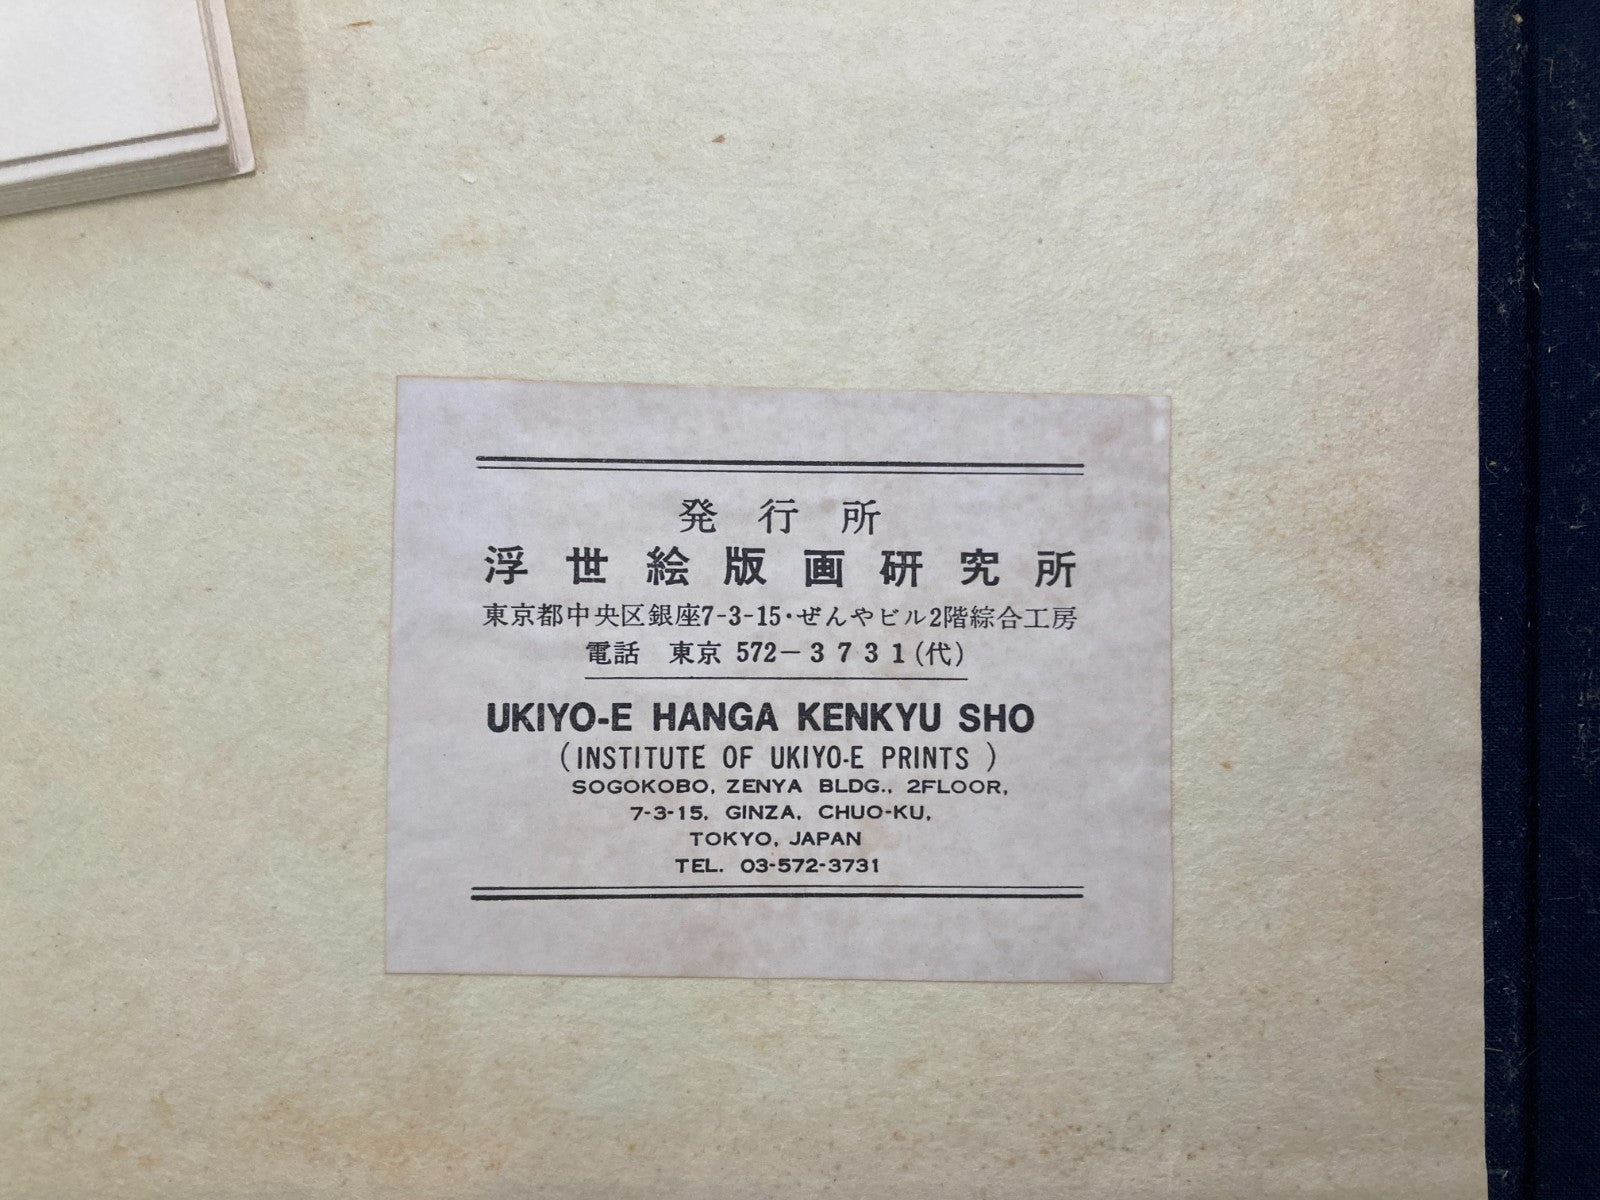 発行所
浮世絵版画研究所
東京都中央区銀座7-3-15・ぜんやビル2階綜合工房
電話 東京 572-3731(代)
UKIYO-E HANGA KENKYU SHO
(INSTITUTE OF UKIYO-E PRINTS )
SOGOKOBO, ZENYA BLDG., 2FLOOR,
7-3-15, GINZA, CHUO-KU,
TOKYO, JAPAN
TEL. 03-572-3731